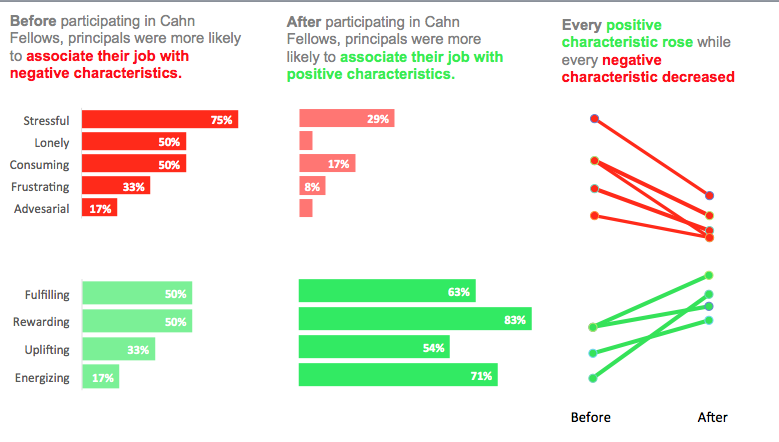 Before participating in Cahn
Fellows, principals were more likely
to associate their job with
negative characteristics.
After participating in Cahn
Fellows, principals were more
likely to associate their job with
positive characteristics.
Every positive
characteristic rose while
every negative
characteristic decreased
Stressful 75% 29%
Lonely 50%
Consuming 50% 17%
Frustrating 33% 8%
Advesarial 17%
Fulfilling 50% 63%
Rewarding 50% 83%
Uplifting 33% 54%
Energizing 17% 71%
Before After